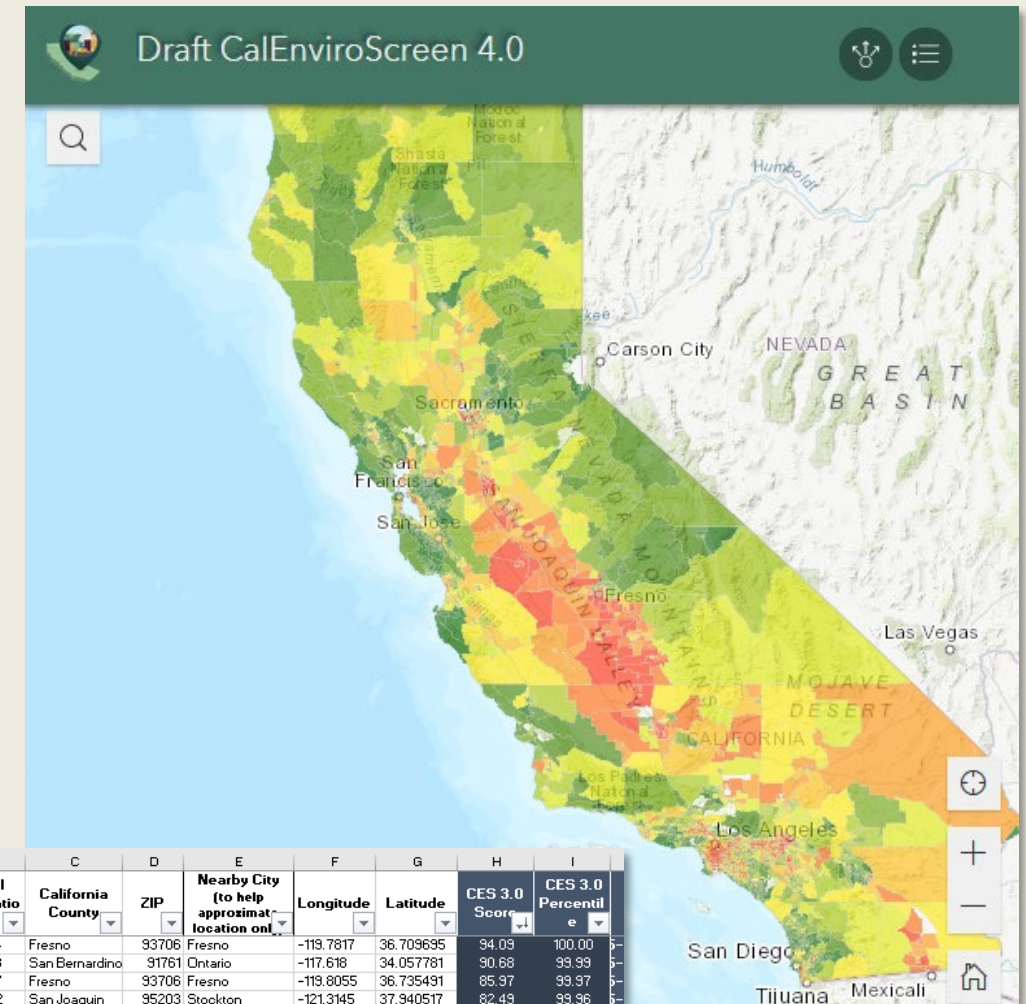 Draft CalEnviroScreen 4.0
Modoc
National
Forest
Shasta
National
Forest
Humboldt
Carson City
NEVADA
GREAT
BASIN
Sacramento
SIERRA NEVADA
San
Francisco
San Jose
SAN JOAQUIN VALLEY
MOUNTAINS
Fresno
Las Vegas
MOJAVE
DESERT
CALIFORNIA
Los Padres
National
Forest
Los Angeles
San Diego
Tijuana
Mexicali
C D E F G H I
California County ZIP Nearby City (to help approximate location only Longitude Latitude CES 3.0 Score CES 3.0 Percentile
Fresno 93706 Fresno -119.7817 36.709695 94.09 100.00
San Bernardino 91761 Ontario -117.618 34.057781 90.68 99.99
Fresno 93706 Fresno -119.8055 36.735491 85.97 99.97
San Joaquin 95203 Stockton -121.3145 37.940517 82.49 99.96